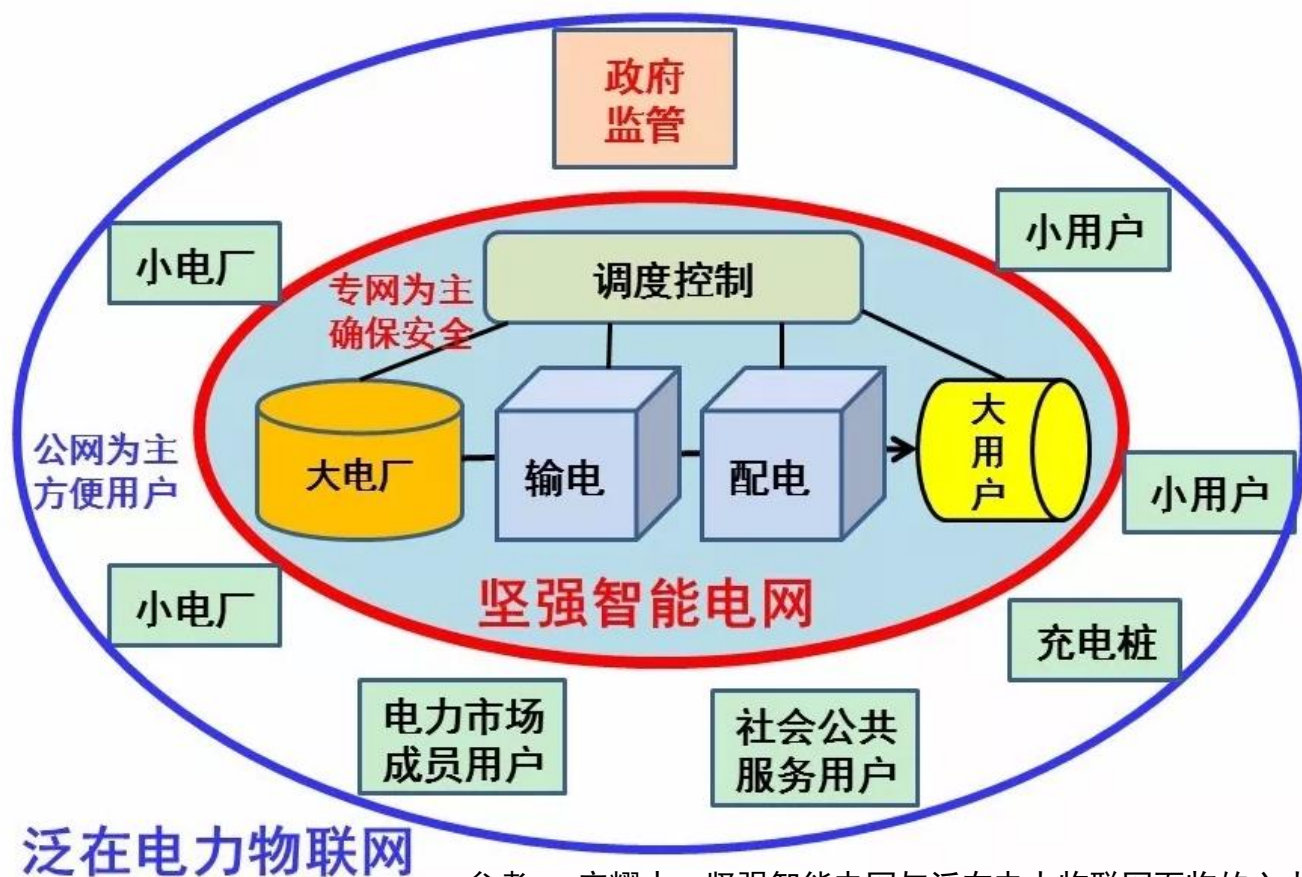 政府
监管
小电厂
小用户
调度控制
专网为主
确保安全
大电厂
输电
配电
大
用
户
公网为主
方便用户
小用户
坚强智能电网
小电厂
充电桩
电力市场
成员用户
社会公共
服务用户
泛在电力物联网